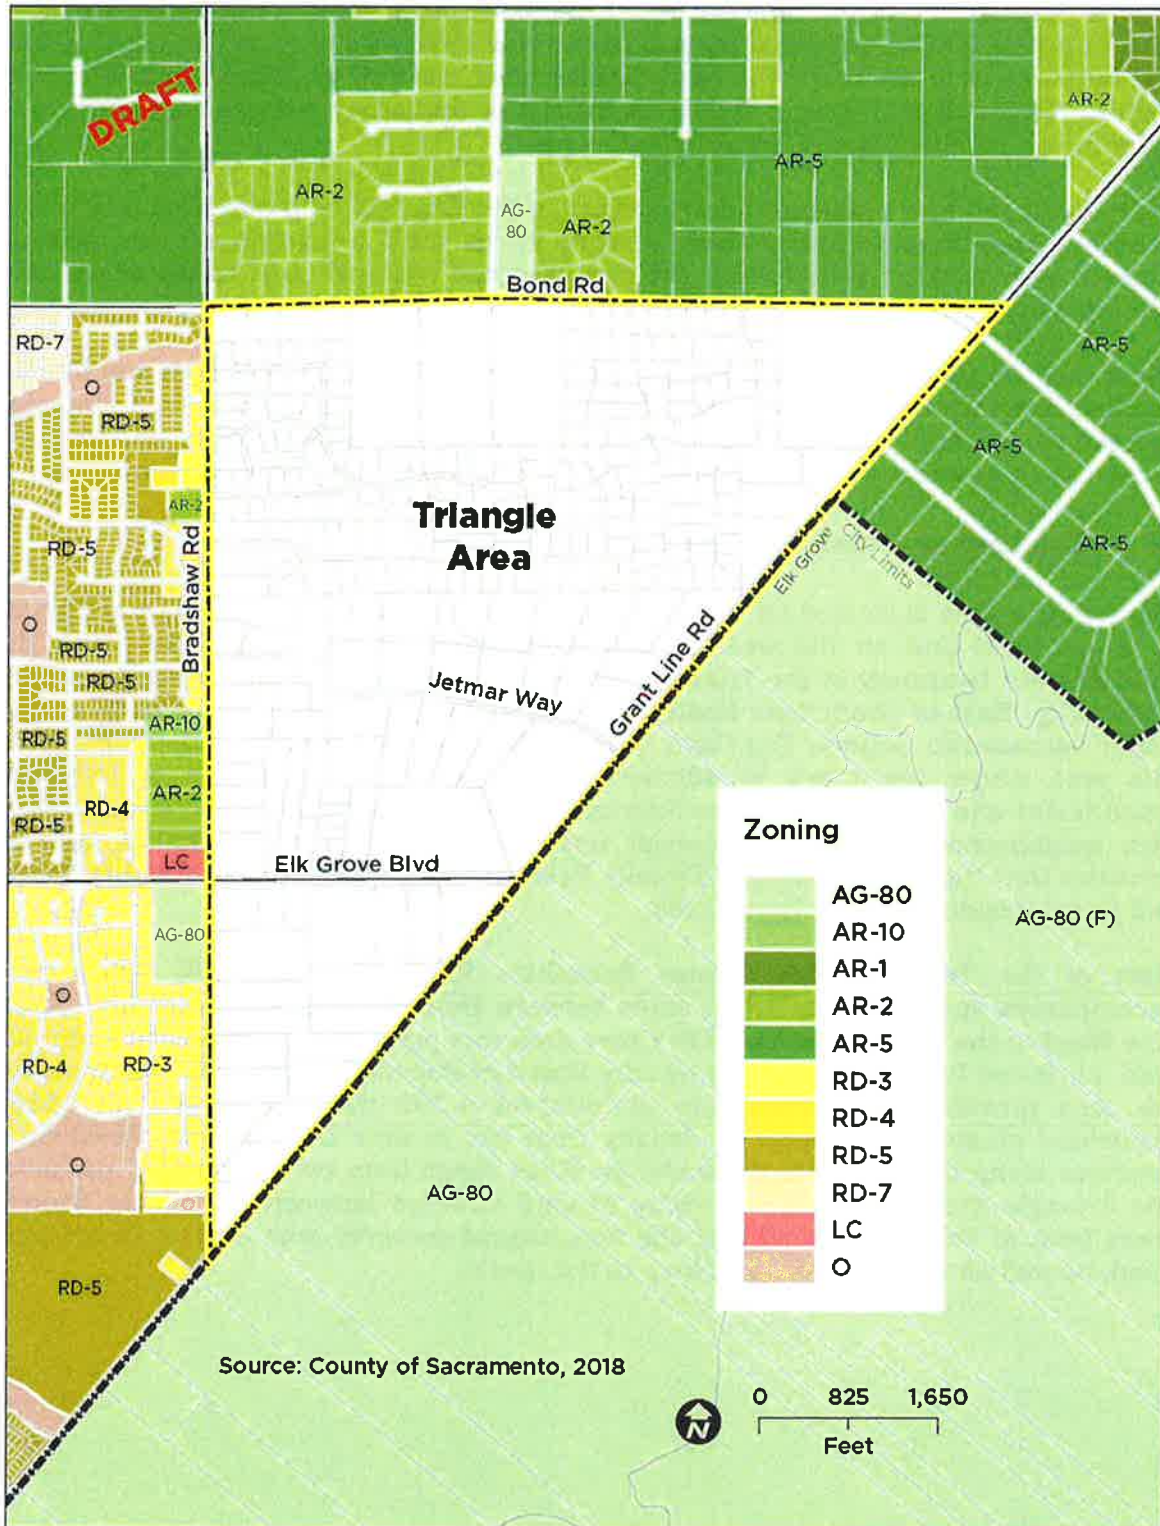 DRAFT
AR-2
AR-5
AR-2
AG-
80
AR-2
Bond Rd
RD-7
O
RD-5
AR-5
AR-5
AR-2
Triangle
Area
RD-5
Bradshaw Rd
Elk Grove
City Limits
AR-5
O
RD-5
RD-5
Grant Line Rd
Jetmar Way
AR-10
RD-5
AR-2
RD-4
RD-5
LC
Elk Grove Blvd
AG-80
O
RD-4
RD-3
O
O
AG-80
AG-80 (F)
RD-5
Zoning
AG-80
AR-10
AR-1
AR-2
AR-5
RD-3
RD-4
RD-5
RD-7
LC
O
Source: County of Sacramento, 2018
N
0 825 1,650
Feet